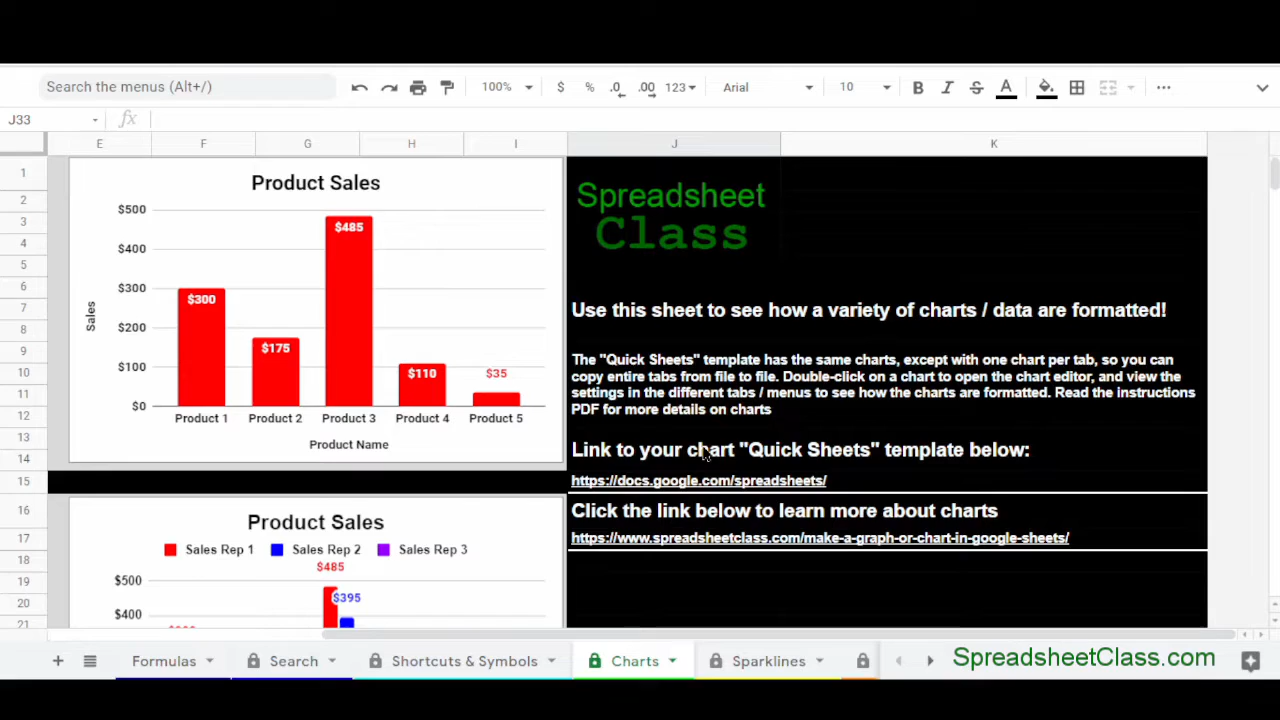 Search the menus (Alt+/)
100%
$
%
.0
.00
123
Arial
10
B
I
S
A
J33
fx
E F G H I J K
1
2
3
4
5
6
7
8
9
10
11
12
13
14
15
16
17
18
19
20
21
Product Sales
$500
$400
$300
$200
$100
$0
Sales
$300
$175
$485
$110
$35
Product 1 Product 2 Product 3 Product 4 Product 5
Product Name
Product Sales
Sales Rep 1 Sales Rep 2 Sales Rep 3
$485
$500
$395
$400
Spreadsheet
Class
Use this sheet to see how a variety of charts / data are formatted!
The "Quick Sheets" template has the same charts, except with one chart per tab, so you can
copy entire tabs from file to file. Double-click on a chart to open the chart editor, and view the
settings in the different tabs / menus to see how the charts are formatted. Read the instructions
PDF for more details on charts
Link to your chart "Quick Sheets" template below:
https://docs.google.com/spreadsheets/
Click the link below to learn more about charts
https://www.spreadsheetclass.com/make-a-graph-or-chart-in-google-sheets/
Formulas
Search
Shortcuts & Symbols
Charts
Sparklines
SpreadsheetClass.com